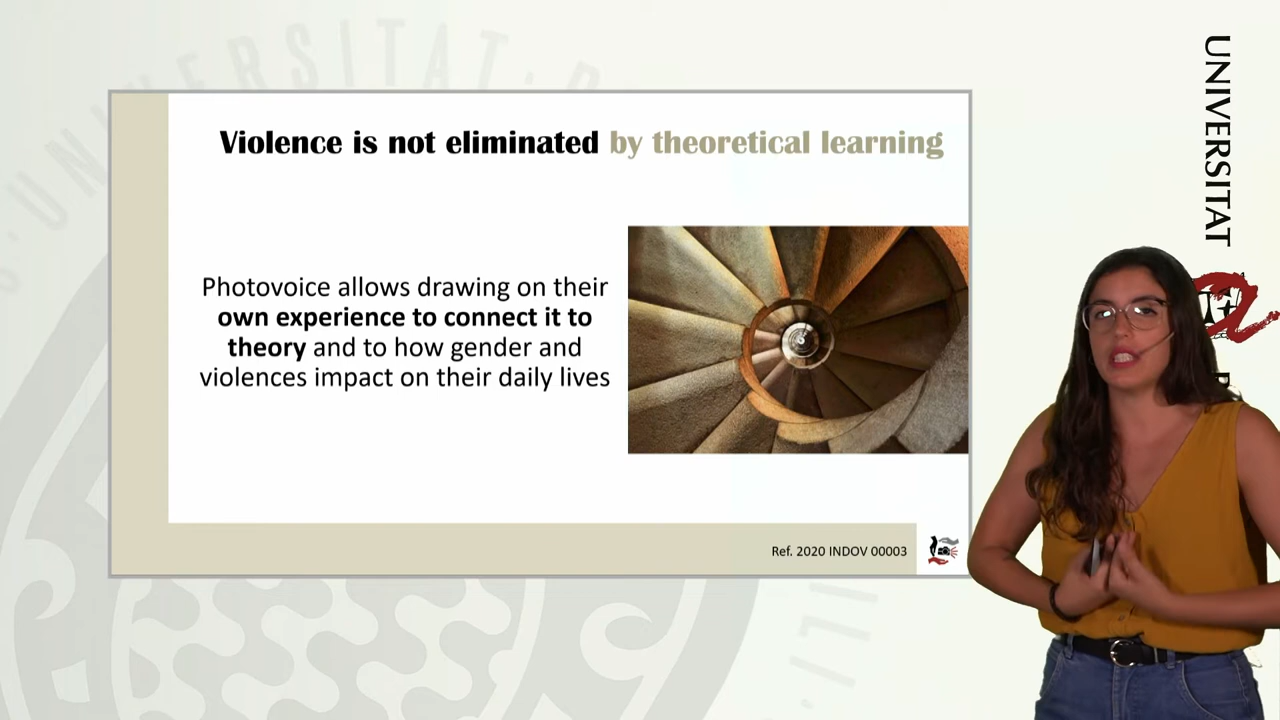 Violence is not eliminated by theoretical learning
Photovoice allows drawing on their
own experience to connect it to
theory and to how gender and
violences impact on their daily lives
Ref. 2020 INDOV 00003
UNIVERSITAT